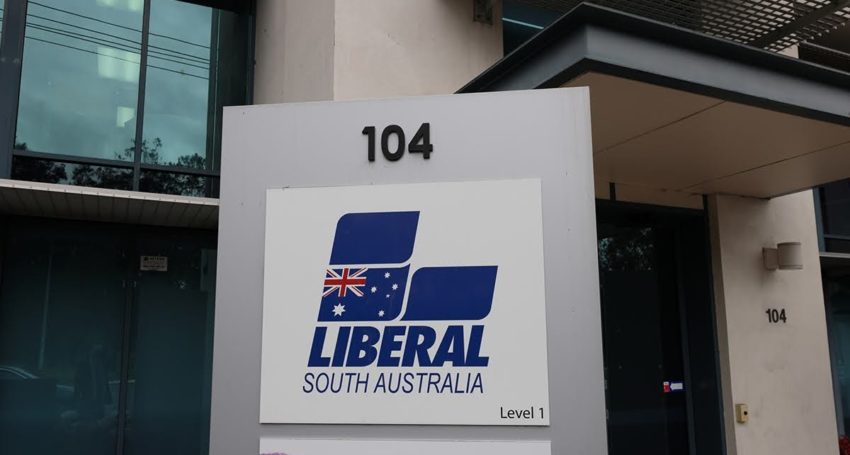 104
LIBERAL
SOUTH AUSTRALIA
Level 1
104